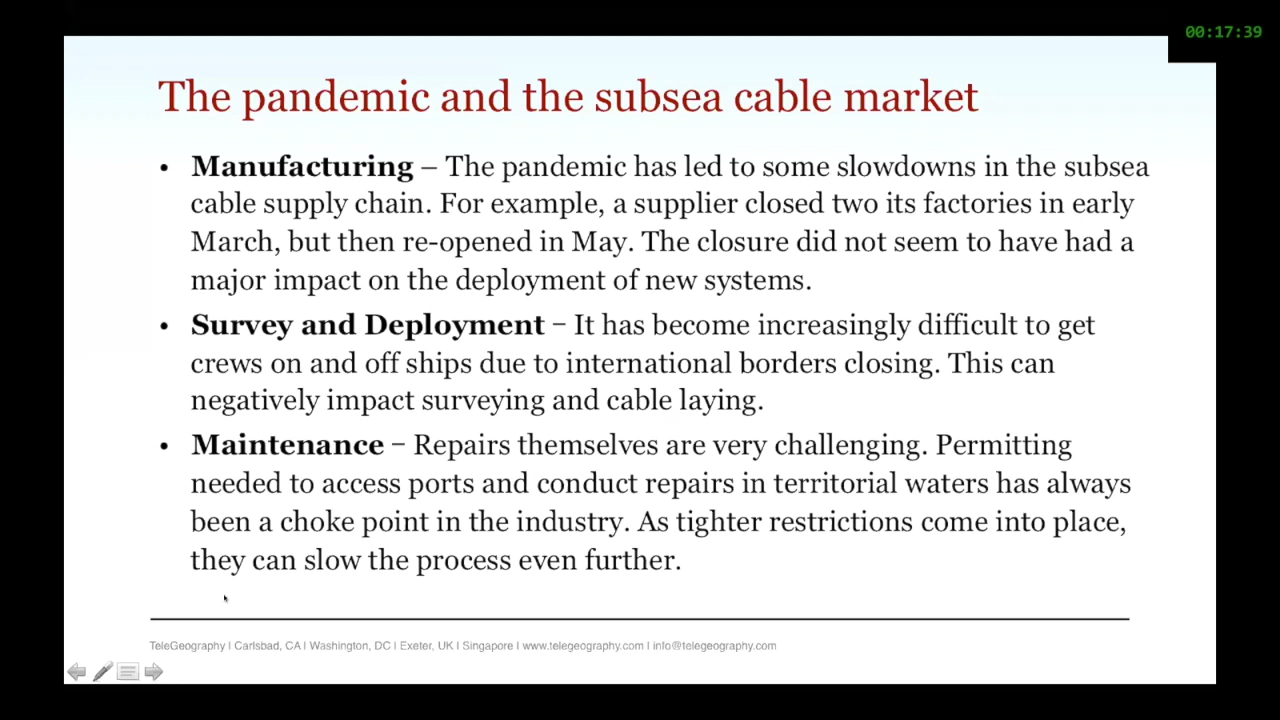 00:17:39
The pandemic and the subsea cable market
• Manufacturing – The pandemic has led to some slowdowns in the subsea
cable supply chain. For example, a supplier closed two its factories in early
March, but then re-opened in May. The closure did not seem to have had a
major impact on the deployment of new systems.
• Survey and Deployment – It has become increasingly difficult to get
crews on and off ships due to international borders closing. This can
negatively impact surveying and cable laying.
• Maintenance – Repairs themselves are very challenging. Permitting
needed to access ports and conduct repairs in territorial waters has always
been a choke point in the industry. As tighter restrictions come into place,
they can slow the process even further.
TeleGeography | Carlsbad, CA | Washington, DC | Exeter, UK | Singapore | www.telegeography.com | info@telegeography.com